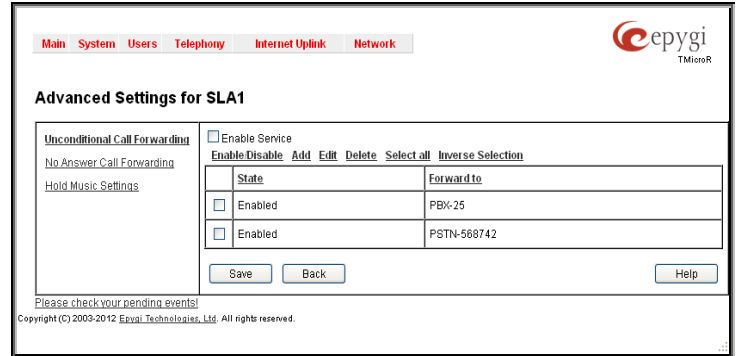 epygi
TMicroR
Main System Users Telephony Internet Uplink Network
Advanced Settings for SLA1
Unconditional Call Forwarding
No Answer Call Forwarding
Hold Music Settings
Enable Service
Enable/Disable Add Edit Delete Select all Inverse Selection
State Forward to
Enabled PBX-25
Enabled PSTN-568742
Save Back Help
Please check your pending events!
Copyright (C) 2003-2012 Epygi Technologies, Ltd. All rights reserved.